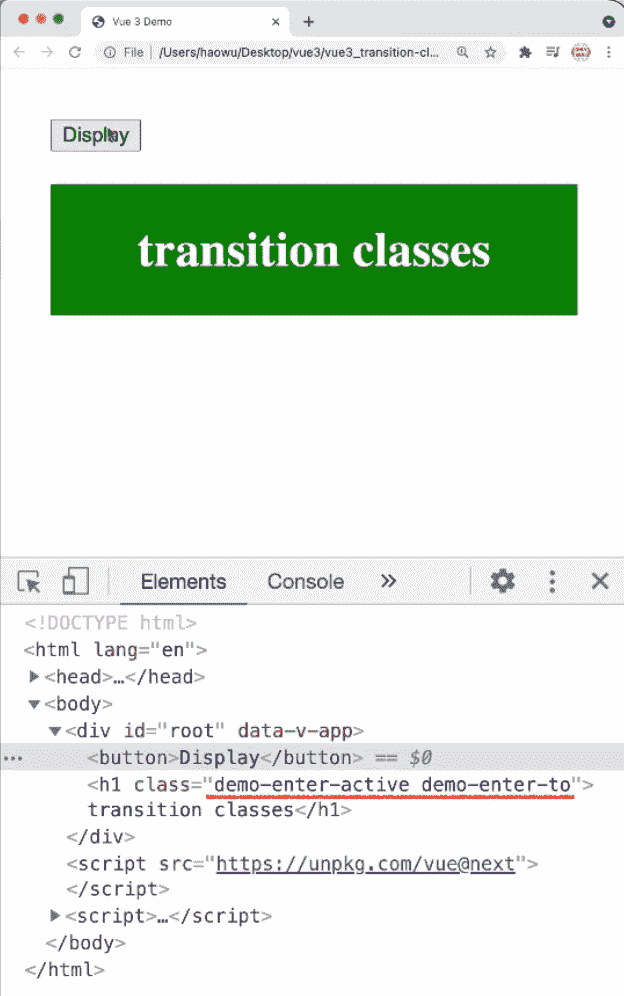 Vue 3 Demo
File | /Users/haowu/Desktop/vue3/vue3_transition-cl...
Display
transition classes
Elements Console
<!DOCTYPE html>
<html lang="en">
<head>…</head>
<body>
<div id="root" data-v-app>
<button>Display</button> == $0
<h1 class="demo-enter-active demo-enter-to">
transition classes</h1>
</div>
<script src="https://unpkg.com/vue@next">
</script>
<script>…</script>
</body>
</html>